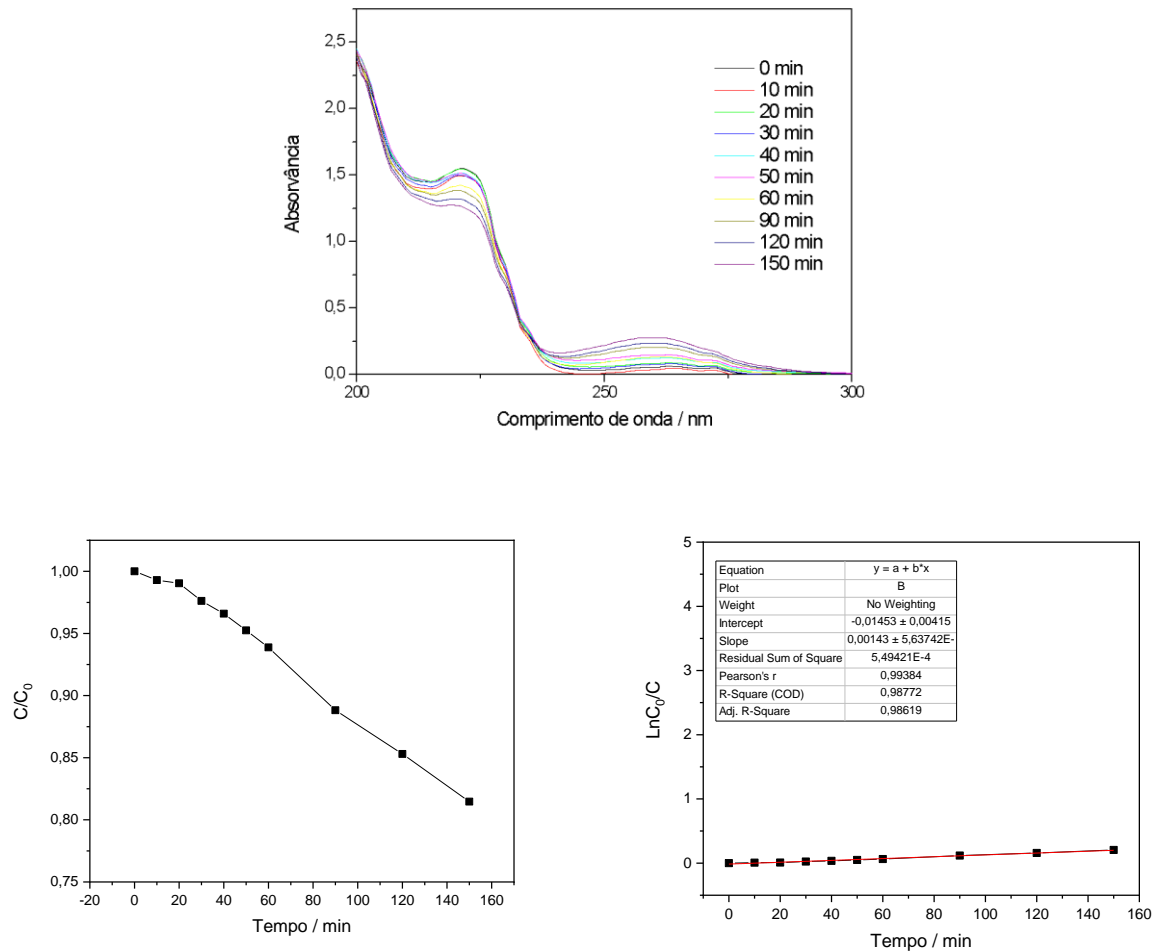 2,5
2,0
1,5
1,0
0,5
0,0
Absorvância
0 min
10 min
20 min
30 min
40 min
50 min
60 min
90 min
120 min
150 min
200
250
300
Comprimento de onda / nm
1,00
0,95
0,90
0,85
0,80
0,75
C/C₀
-20
0
20
40
60
80
100
120
140
160
Tempo / min
5
4
3
2
1
0
LnC₀/C
Equation y = a + b*x
Plot B
Weight No Weighting
Intercept -0,01453 ± 0,00415
Slope 0,00143 ± 5,63742E-
Residual Sum of Square 5,49421E-4
Pearson's r 0,99384
R-Square (COD) 0,98772
Adj. R-Square 0,98619
0
20
40
60
80
100
120
140
160
Tempo / min